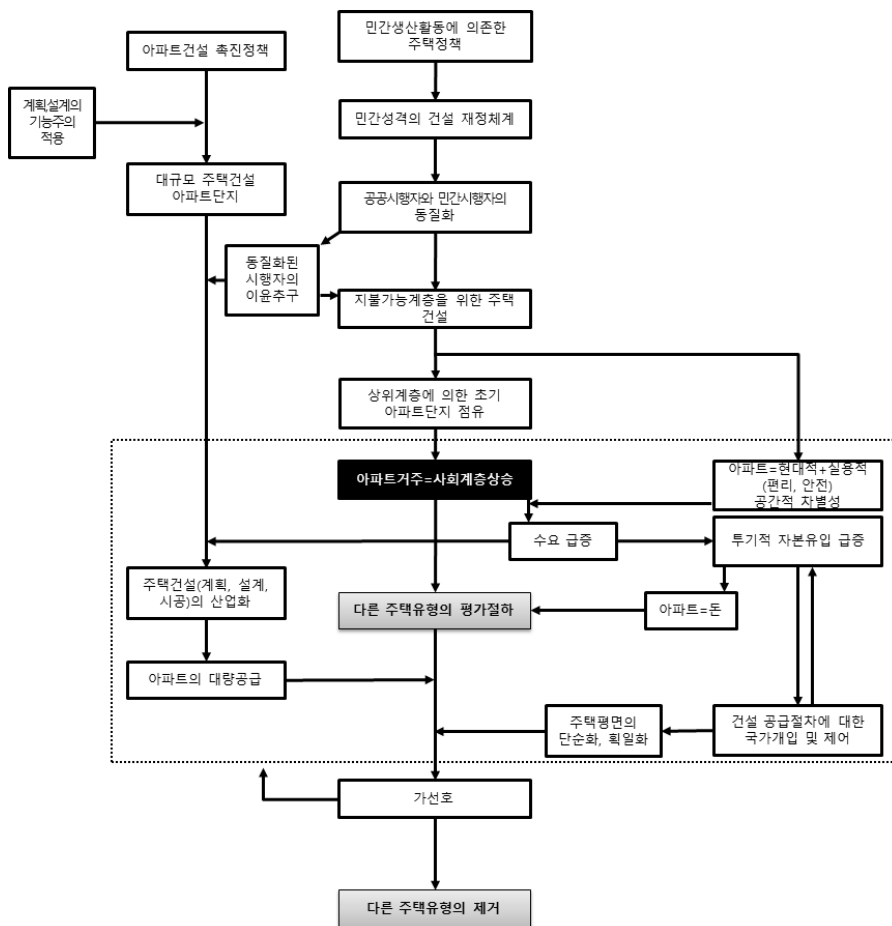 민간생산활동에 의존한
주택정책
아파트건설 촉진정책
계획,설계의
기능주의
적용
민간성격의 건설 재정체계
대규모 주택건설
아파트단지
공공시행자와 민간시행자의
동질화
동질화된
시행자의
이윤추구
지불가능계층을 위한 주택
건설
상위계층에 의한 초기
아파트단지 점유
아파트거주=사회계층상승
아파트=현대적+실용적
(편리, 안전)
공간적 차별성
수요 급증
투기적 자본유입 급증
주택건설(계획, 설계,
시공)의 산업화
다른 주택유형의 평가절하
아파트=돈
아파트의 대량공급
주택평면의
단순화, 획일화
건설 공급절차에 대한
국가개입 및 제어
가선호
다른 주택유형의 제거